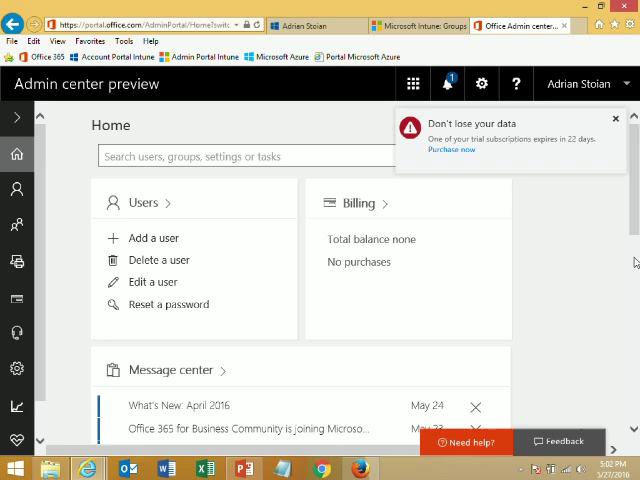 https://portal.office.com/AdminPortal/Home?switc
Adrian Stoian
Microsoft Intune: Groups
Office Admin center...
File Edit View Favorites Tools Help
Office 365 Account Portal Intune Admin Portal Intune Microsoft Azure Portal Microsoft Azure
Admin center preview
1
?
Adrian Stoian
Home
Don't lose your data
One of your trial subscriptions expires in 22 days.
Purchase now
Search users, groups, settings or tasks
Users
Add a user
Delete a user
Edit a user
Reset a password
Billing
Total balance none
No purchases
Message center
What's New: April 2016 May 24
Office 365 for Business Community is joining Microso... May 23
Need help?
Feedback
5:02 PM
5/27/2016